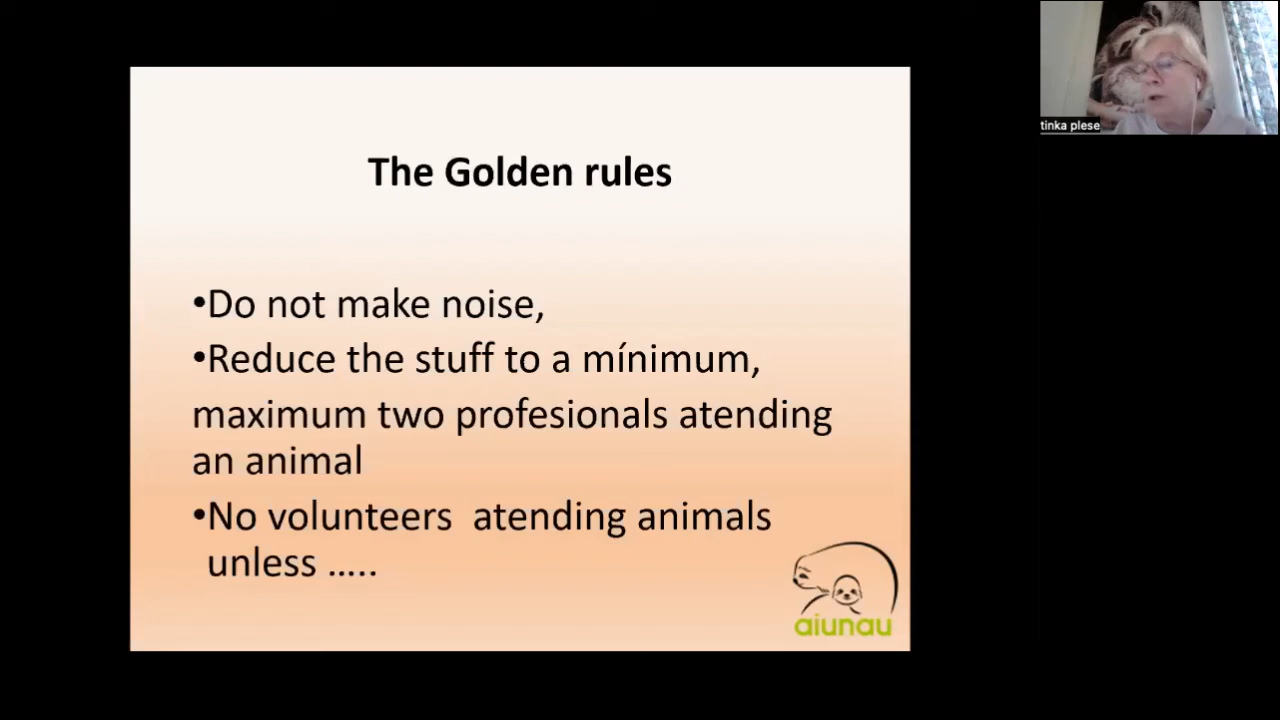 tinka plese
The Golden rules
•Do not make noise,
•Reduce the stuff to a mínimum,
maximum two profesionals atending
an animal
•No volunteers  atending animals
unless …..
aiunau